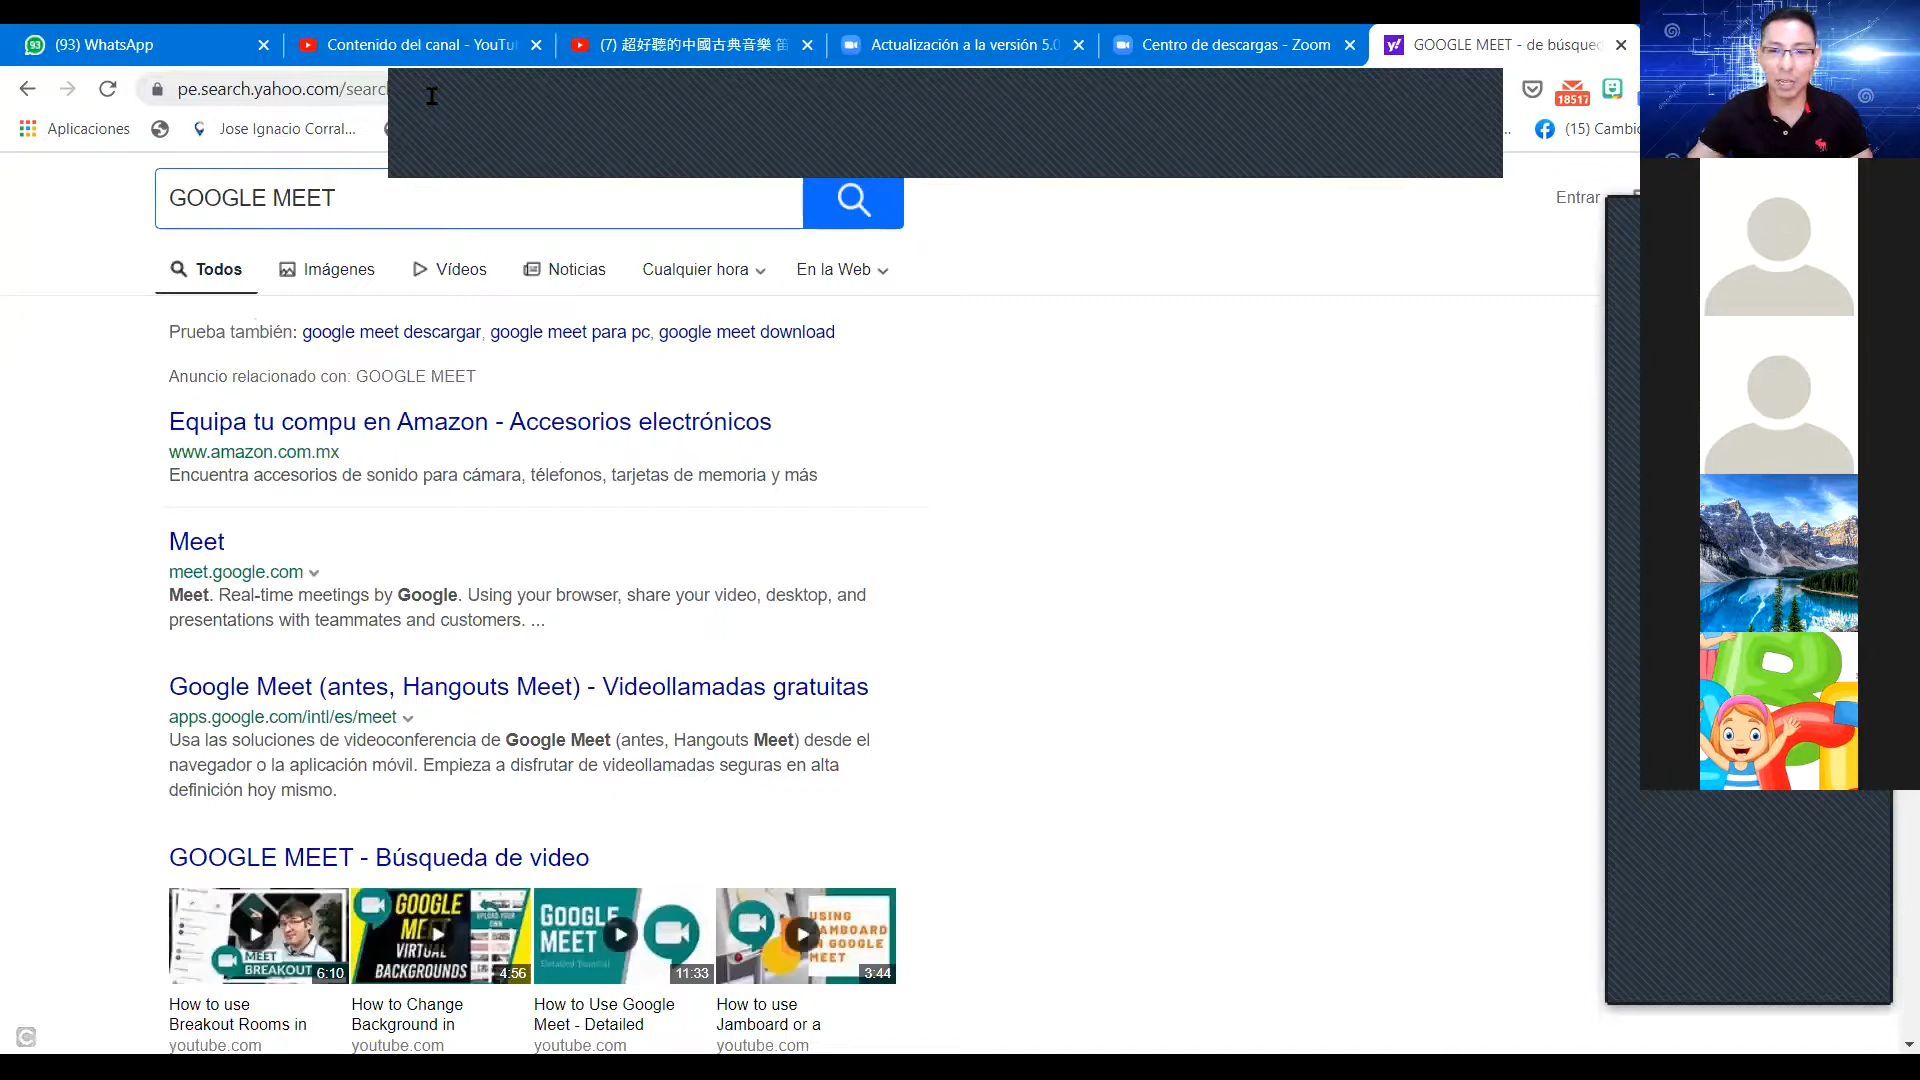 (93) WhatsApp
Contenido del canal - YouTu
(7) 超好聽的中國古典音樂 笛
Actualización a la versión 5.0
Centro de descargas - Zoom
GOOGLE MEET - de búsqued
pe.search.yahoo.com/searc
18517
Aplicaciones
Jose Ignacio Corral...
(15) Cambio
GOOGLE MEET
Entrar
Todos
Imágenes
Vídeos
Noticias
Cualquier hora
En la Web
Prueba también: google meet descargar, google meet para pc, google meet download
Anuncio relacionado con: GOOGLE MEET
Equipa tu compu en Amazon - Accesorios electrónicos
www.amazon.com.mx
Encuentra accesorios de sonido para cámara, télefonos, tarjetas de memoria y más
Meet
meet.google.com
Meet. Real-time meetings by Google. Using your browser, share your video, desktop, and
presentations with teammates and customers. ...
Google Meet (antes, Hangouts Meet) - Videollamadas gratuitas
apps.google.com/intl/es/meet
Usa las soluciones de videoconferencia de Google Meet (antes, Hangouts Meet) desde el
navegador o la aplicación móvil. Empieza a disfrutar de videollamadas seguras en alta
definición hoy mismo.
GOOGLE MEET - Búsqueda de video
MEET
BREAKOUT
6:10
GOOGLE
MEET
VIRTUAL
BACKGROUNDS
4:56
GOOGLE
MEET
Detailed Tutorial
11:33
USING
JAMBOARD
IN GOOGLE
MEET
3:44
How to use
Breakout Rooms in
youtube.com
How to Change
Background in
youtube.com
How to Use Google
Meet - Detailed
youtube.com
How to use
Jamboard or a
youtube.com